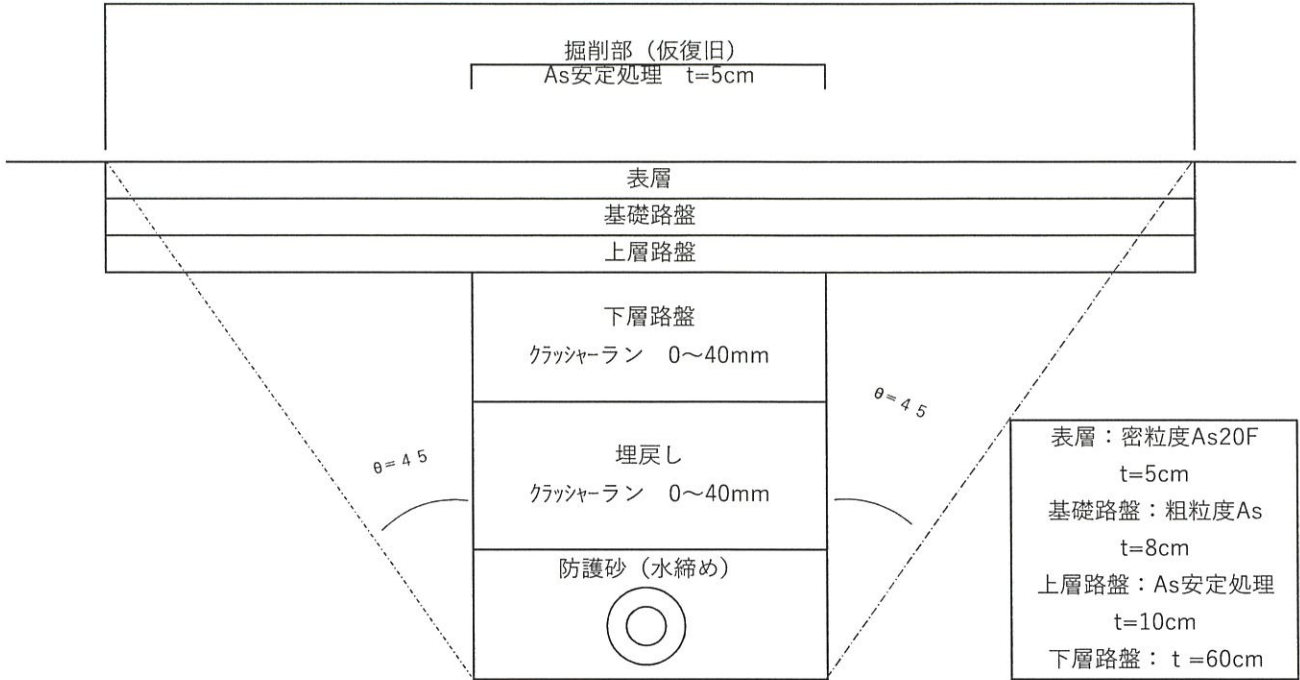 掘削部（仮復旧）
As安定処理　t=5cm
表層
基礎路盤
上層路盤
下層路盤
ｸﾗｯｼｬｰラン　0～40mm
埋戻し
ｸﾗｯｼｬｰラン　0～40mm
防護砂（水締め）
θ=４５
θ=４５
表層：密粒度As20F
t=5cm
基礎路盤：粗粒度As
t=8cm
上層路盤：As安定処理
t=10cm
下層路盤：ｔ=60cm